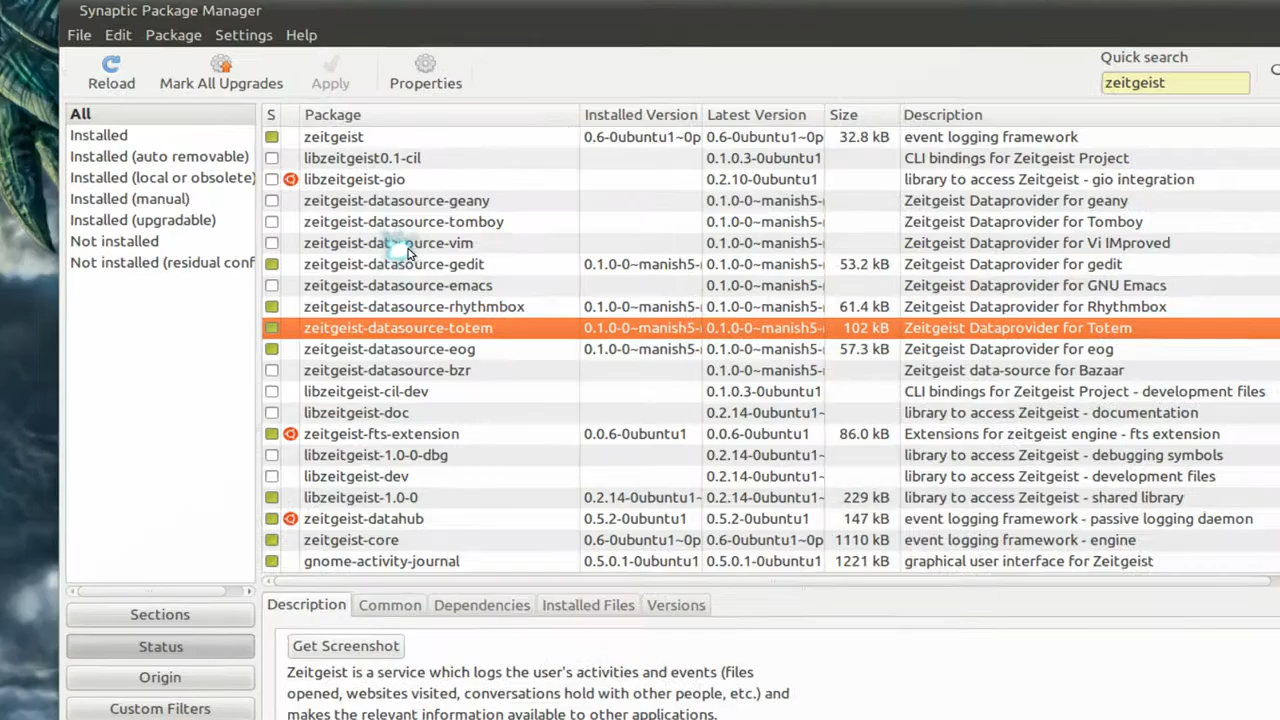 Synaptic Package Manager
File Edit Package Settings Help
Reload Mark All Upgrades Apply Properties
Quick search
zeitgeist
All
Installed
Installed (auto removable)
Installed (local or obsolete)
Installed (manual)
Installed (upgradable)
Not installed
Not installed (residual conf
S Package Installed Version Latest Version Size Description
zeitgeist 0.6-0ubuntu1~0p 0.6-0ubuntu1~0p 32.8 kB event logging framework
libzeitgeist0.1-cil 0.1.0.3-0ubuntu1 CLI bindings for Zeitgeist Project
libzeitgeist-gio 0.2.10-0ubuntu1 library to access Zeitgeist - gio integration
zeitgeist-datasource-geany 0.1.0-0~manish5- Zeitgeist Dataprovider for geany
zeitgeist-datasource-tomboy 0.1.0-0~manish5- Zeitgeist Dataprovider for Tomboy
zeitgeist-datasource-vim 0.1.0-0~manish5- Zeitgeist Dataprovider for Vi IMproved
zeitgeist-datasource-gedit 0.1.0-0~manish5- 0.1.0-0~manish5- 53.2 kB Zeitgeist Dataprovider for gedit
zeitgeist-datasource-emacs 0.1.0-0~manish5- Zeitgeist Dataprovider for GNU Emacs
zeitgeist-datasource-rhythmbox 0.1.0-0~manish5- 0.1.0-0~manish5- 61.4 kB Zeitgeist Dataprovider for Rhythmbox
zeitgeist-datasource-totem 0.1.0-0~manish5- 0.1.0-0~manish5- 102 kB Zeitgeist Dataprovider for Totem
zeitgeist-datasource-eog 0.1.0-0~manish5- 0.1.0-0~manish5- 57.3 kB Zeitgeist Dataprovider for eog
zeitgeist-datasource-bzr 0.1.0-0~manish5- Zeitgeist data-source for Bazaar
libzeitgeist-cil-dev 0.1.0.3-0ubuntu1 CLI bindings for Zeitgeist Project - development files
libzeitgeist-doc 0.2.14-0ubuntu1~ library to access Zeitgeist - documentation
zeitgeist-fts-extension 0.0.6-0ubuntu1 0.0.6-0ubuntu1 86.0 kB Extensions for zeitgeist engine - fts extension
libzeitgeist-1.0-0-dbg 0.2.14-0ubuntu1~ library to access Zeitgeist - debugging symbols
libzeitgeist-dev 0.2.14-0ubuntu1~ library to access Zeitgeist - development files
libzeitgeist-1.0-0 0.2.14-0ubuntu1~ 0.2.14-0ubuntu1~ 229 kB library to access Zeitgeist - shared library
zeitgeist-datahub 0.5.2-0ubuntu1 0.5.2-0ubuntu1 147 kB event logging framework - passive logging daemon
zeitgeist-core 0.6-0ubuntu1~0p 0.6-0ubuntu1~0p 1110 kB event logging framework - engine
gnome-activity-journal 0.5.0.1-0ubuntu1 0.5.0.1-0ubuntu1 1221 kB graphical user interface for Zeitgeist
Sections
Status
Origin
Custom Filters
Description Common Dependencies Installed Files Versions
Get Screenshot
Zeitgeist is a service which logs the user's activities and events (files
opened, websites visited, conversations hold with other people, etc.) and
makes the relevant information available to other applications.